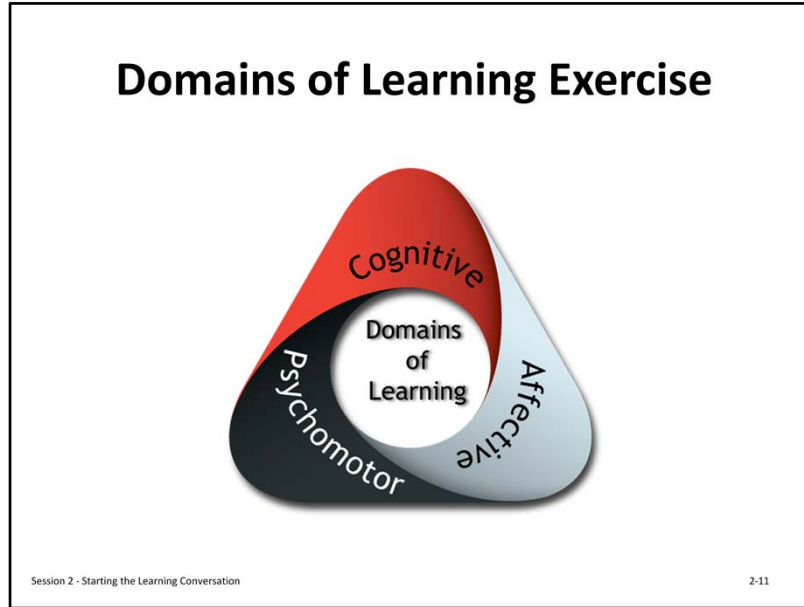 Domains of Learning Exercise
Cognitive
Domains
of
Learning
Psychomotor
Affective
Session 2 - Starting the Learning Conversation
2-11